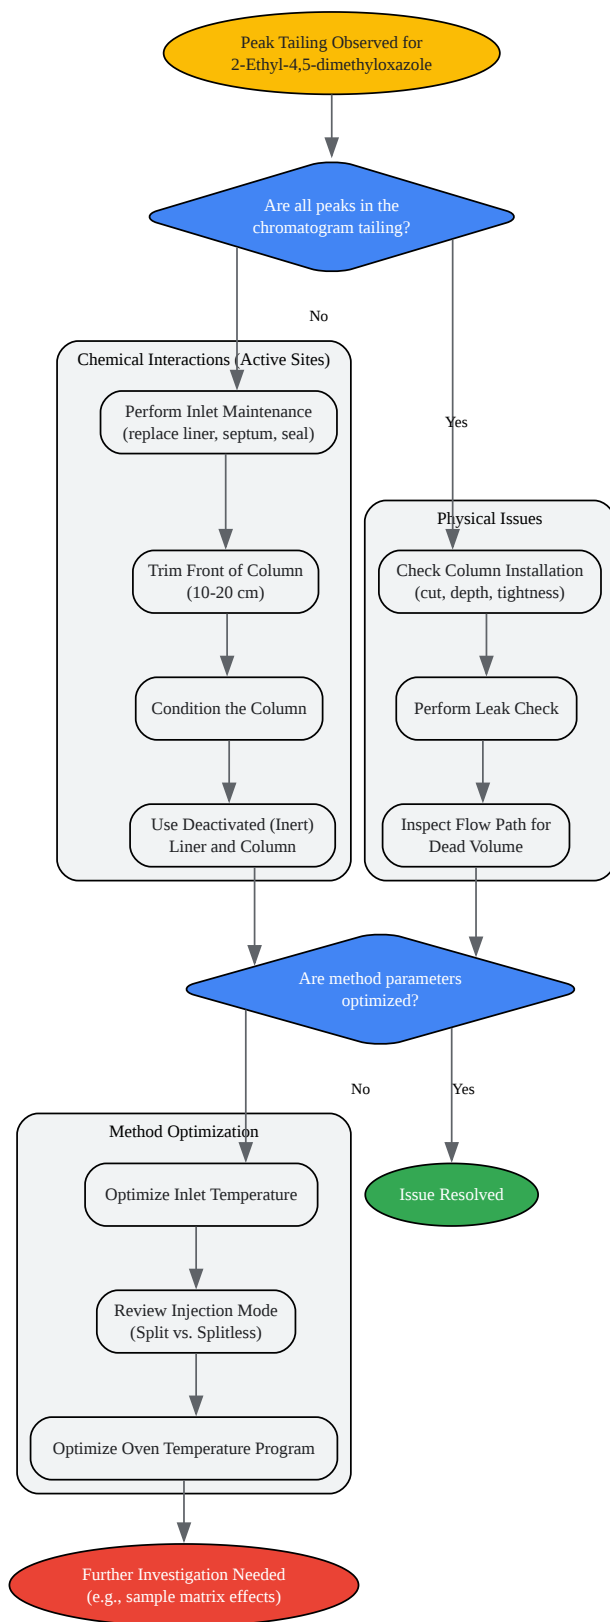 Peak Tailing Observed for
2-Ethyl-4,5-dimethyloxazole
Are all peaks in the
chromatogram tailing?
No
Yes
Chemical Interactions (Active Sites)
Perform Inlet Maintenance
(replace liner, septum, seal)
Trim Front of Column
(10-20 cm)
Condition the Column
Use Deactivated (Inert)
Liner and Column
Physical Issues
Check Column Installation
(cut, depth, tightness)
Perform Leak Check
Inspect Flow Path for
Dead Volume
Are method parameters
optimized?
No
Yes
Method Optimization
Optimize Inlet Temperature
Review Injection Mode
(Split vs. Splitless)
Optimize Oven Temperature Program
Issue Resolved
Further Investigation Needed
(e.g., sample matrix effects)